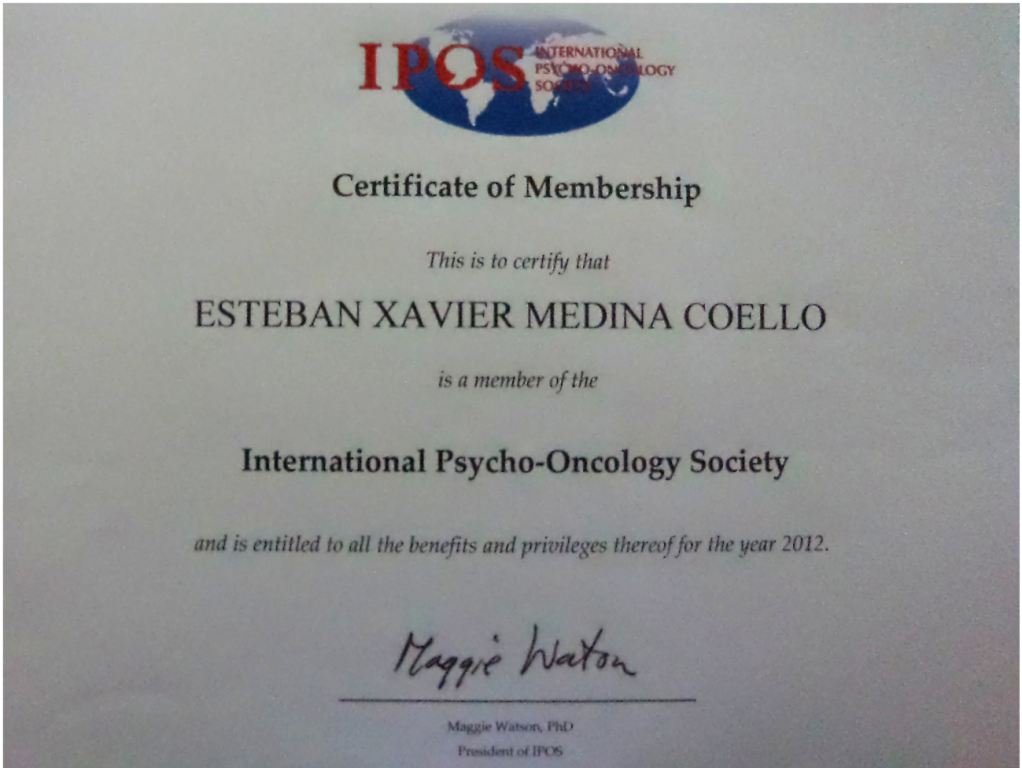 IPOS
INTERNATIONAL
PSYCHO-ONCOLOGY
SOCIETY
Certificate of Membership
This is to certify that
ESTEBAN XAVIER MEDINA COELLO
is a member of the
International Psycho-Oncology Society
and is entitled to all the benefits and privileges thereof for the year 2012.
Maggie Watson
Maggie Watson, PhD
President of IPOS